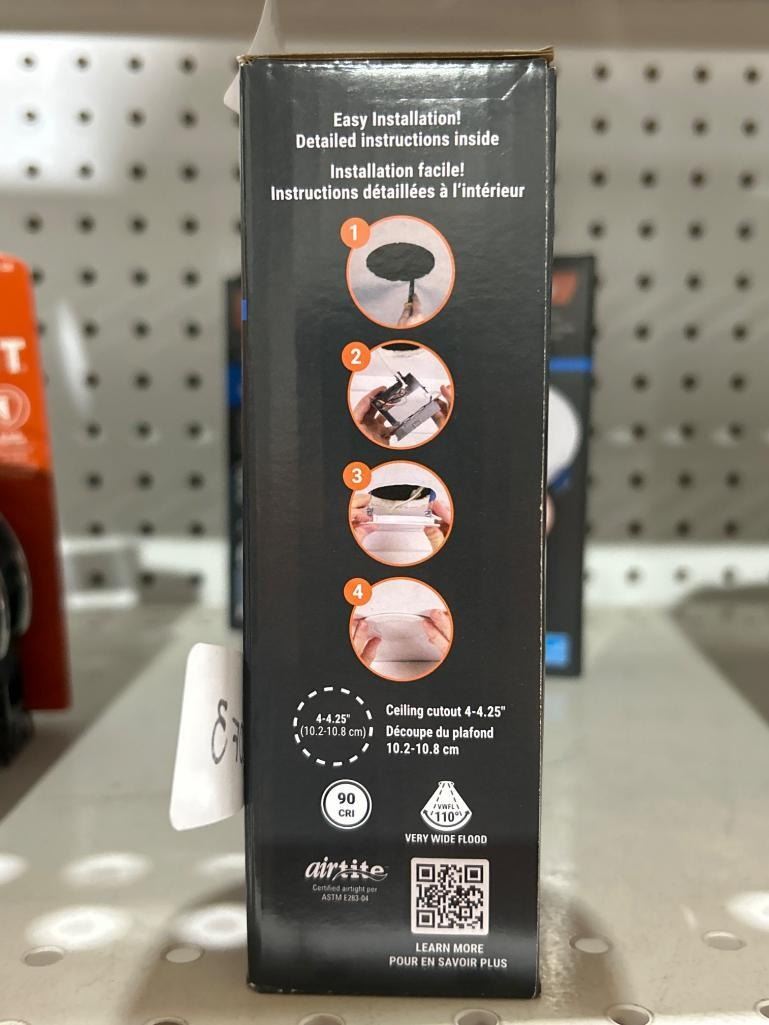 Easy Installation!
Detailed instructions inside
Installation facile!
Instructions détaillées à l'intérieur
1
2
3
4
4-4.25"
(10.2-10.8 cm)
Ceiling cutout 4-4.25"
Découpe du plafond
10.2-10.8 cm
90
CRI
VWFL
110°
VERY WIDE FLOOD
airtite
Certified airtight per
ASTM E283-04
LEARN MORE
POUR EN SAVOIR PLUS
T